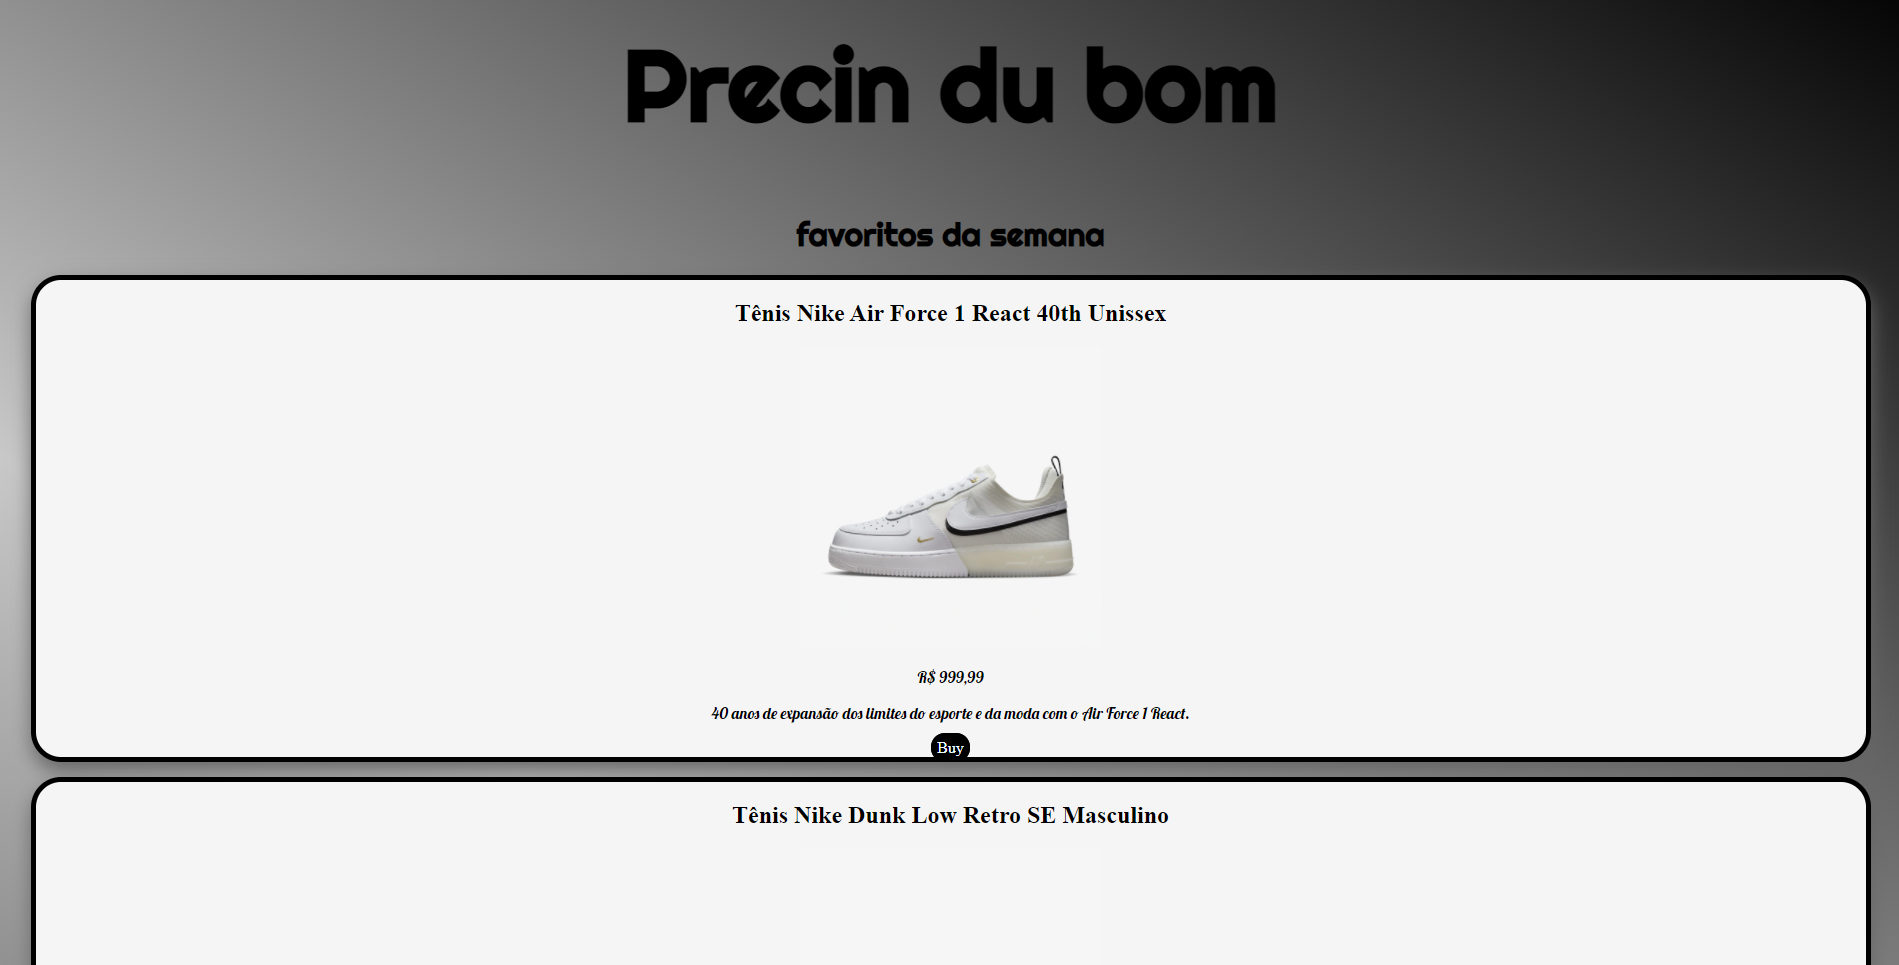 Precin du bom
favoritos da semana
Tênis Nike Air Force 1 React 40th Unissex
R$ 999,99
40 anos de expansão dos limites do esporte e da moda com o Air Force 1 React.
Buy
Tênis Nike Dunk Low Retro SE Masculino